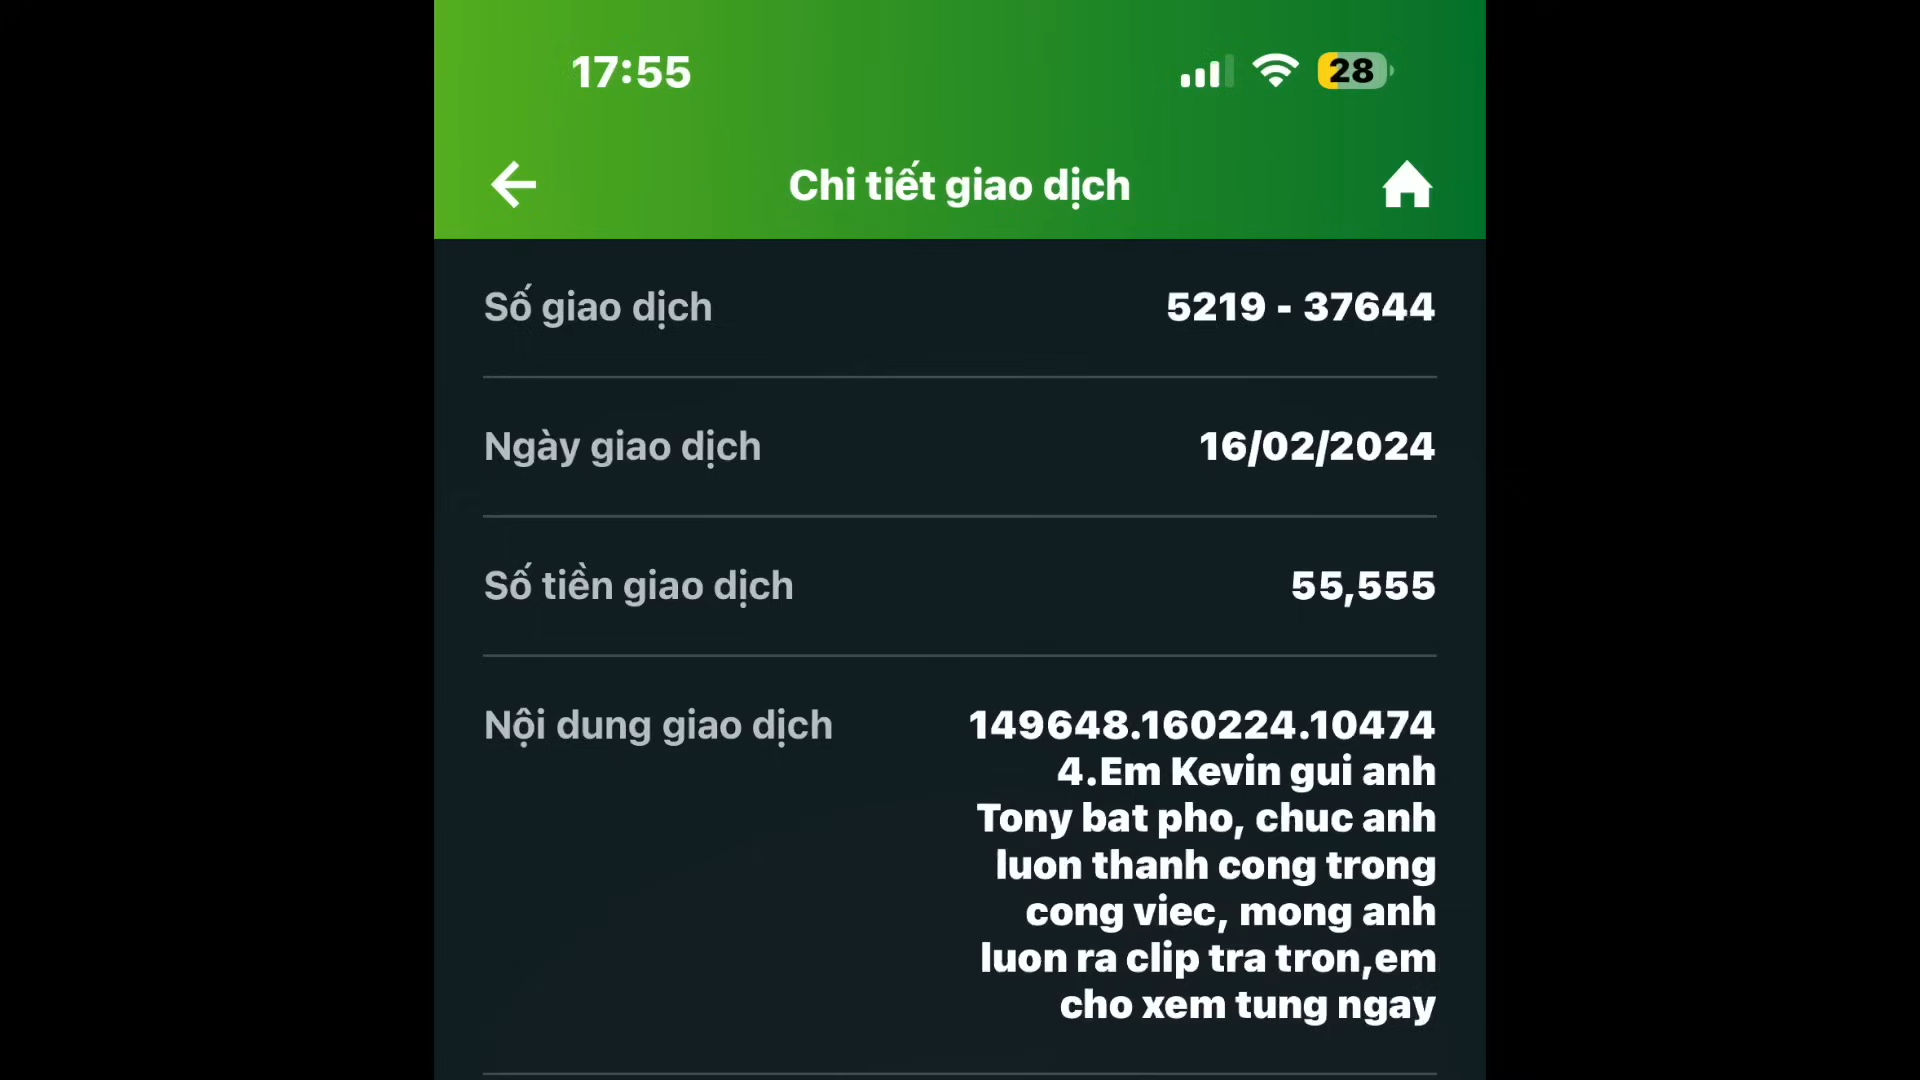 17:55
28
Chi tiết giao dịch
Số giao dịch 5219 - 37644
Ngày giao dịch 16/02/2024
Số tiền giao dịch 55,555
Nội dung giao dịch 149648.160224.10474
4.Em Kevin gui anh
Tony bat pho, chuc anh
luon thanh cong trong
cong viec, mong anh
luon ra clip tra tron,em
cho xem tung ngay